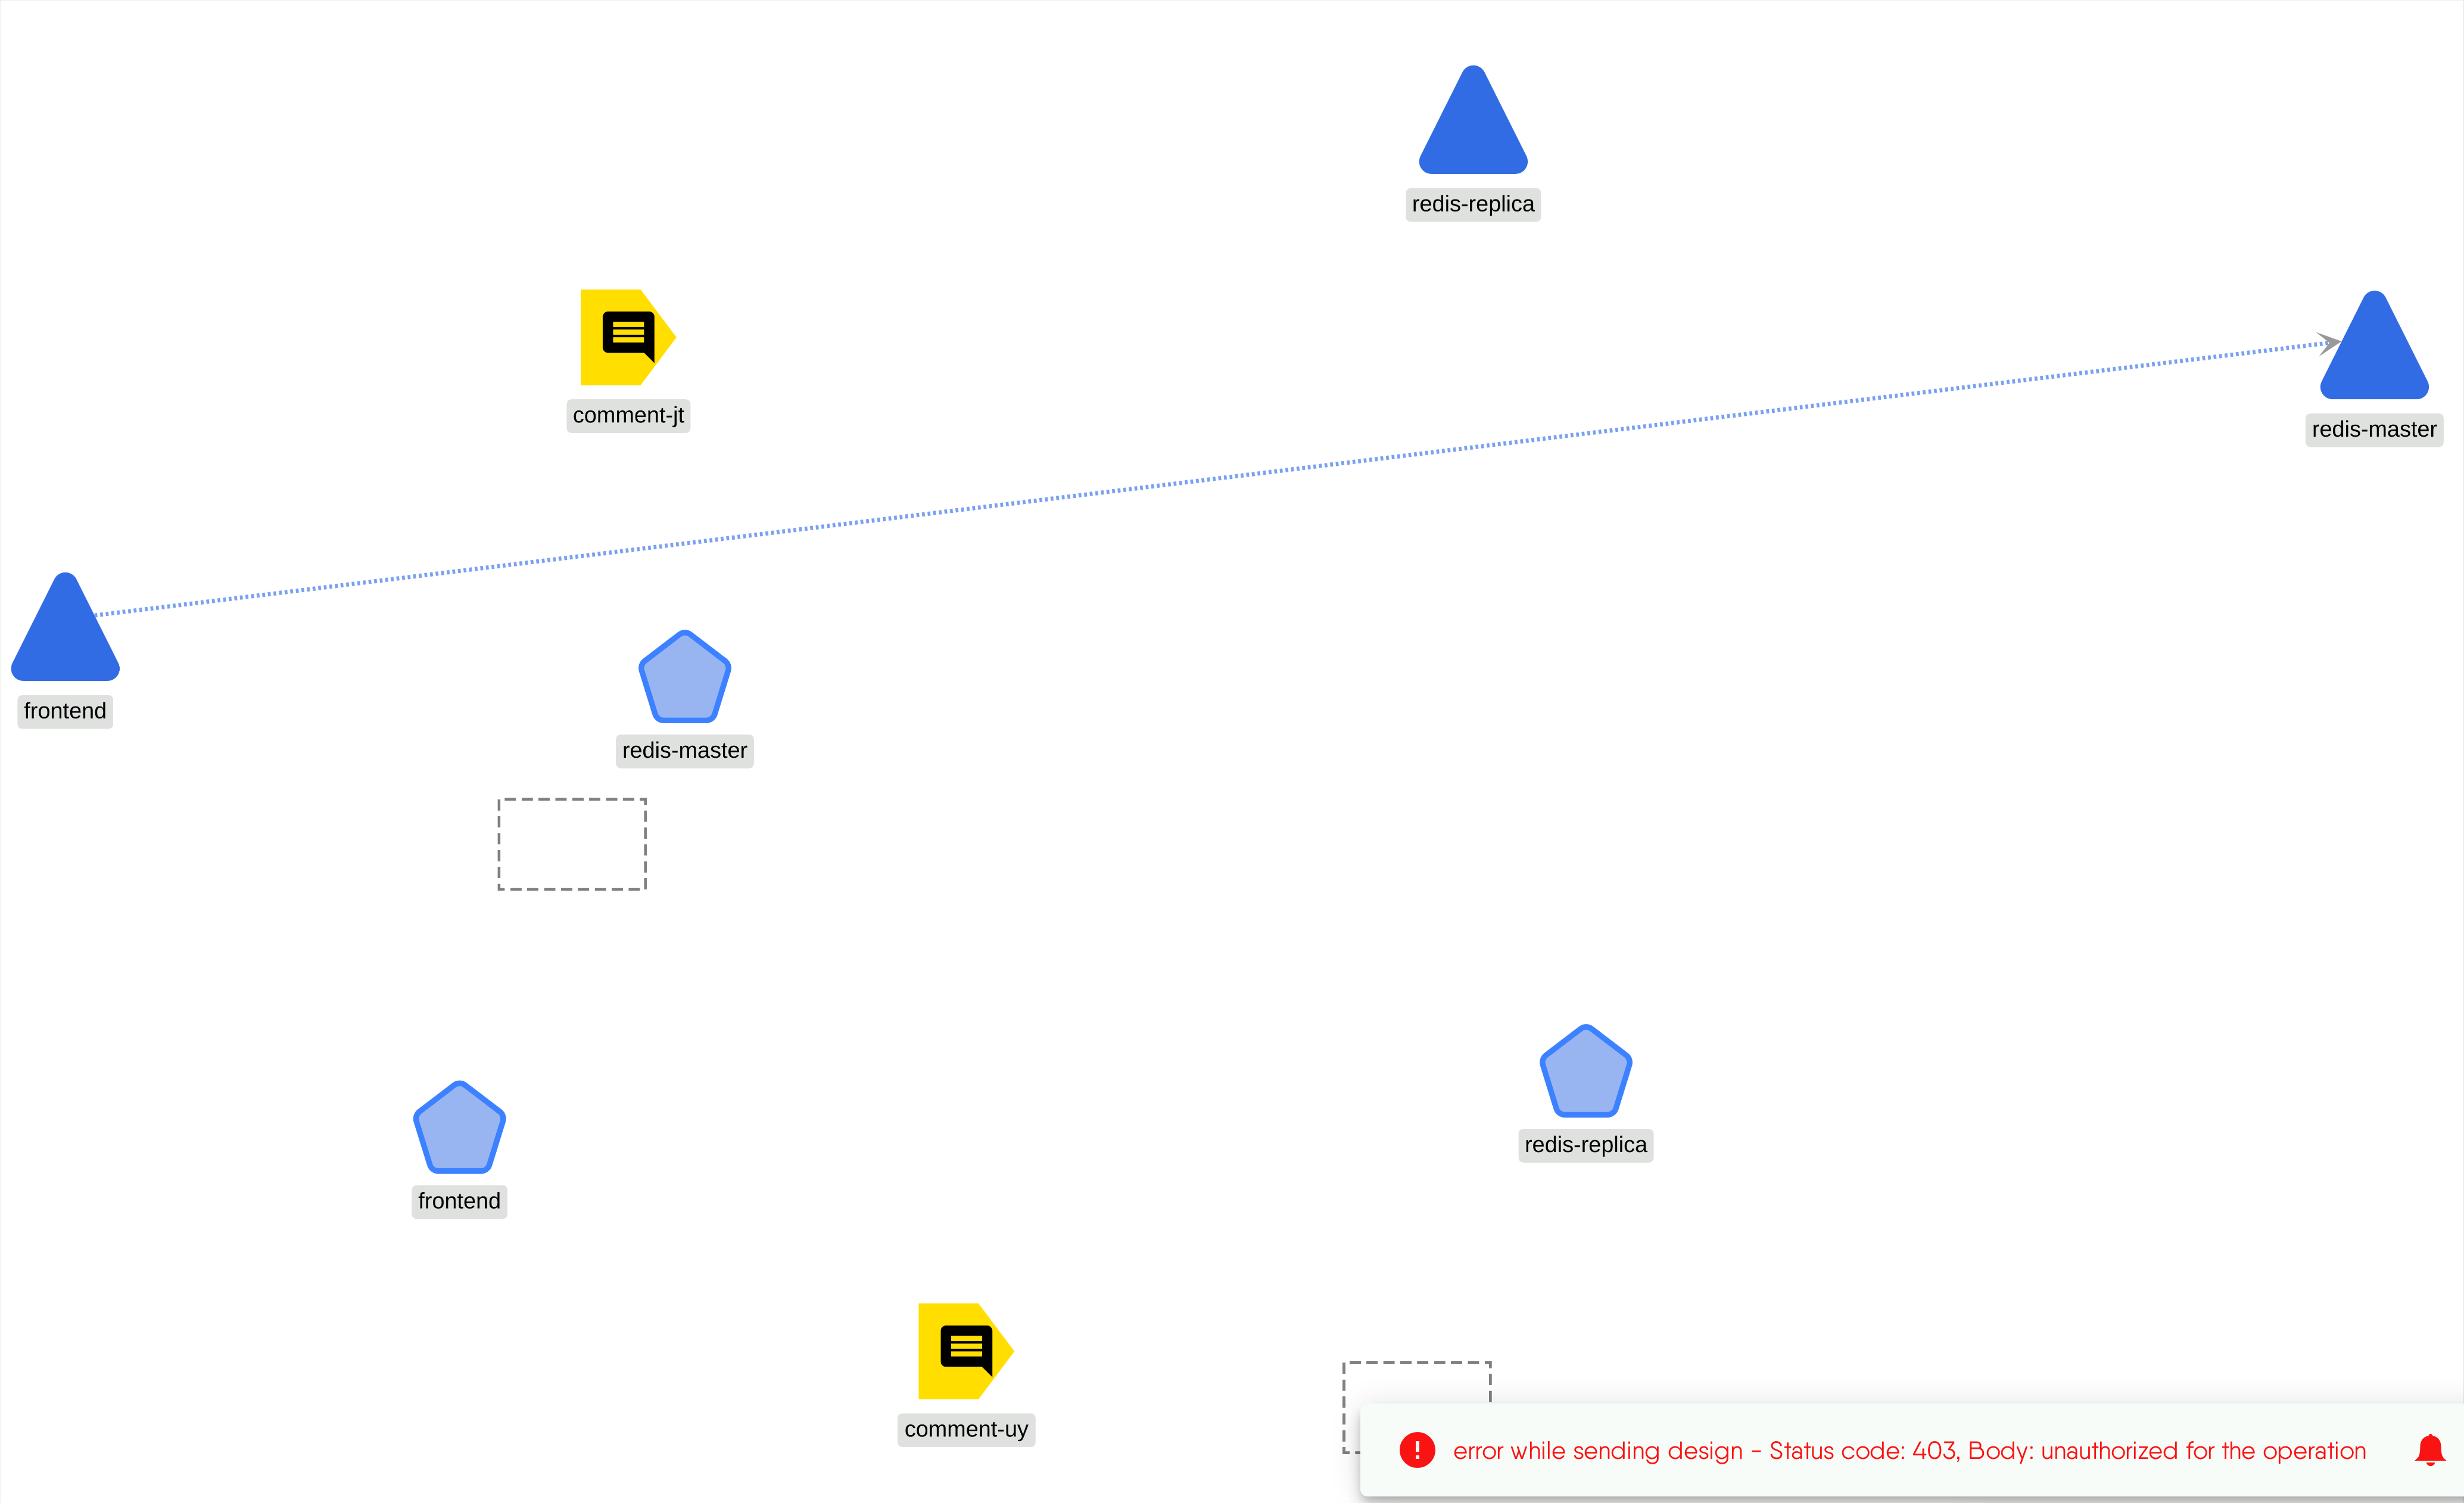 redis-replica
comment-jt
redis-master
frontend
redis-master
redis-replica
frontend
comment-uy
error while sending design - Status code: 403, Body: unauthorized for the operation